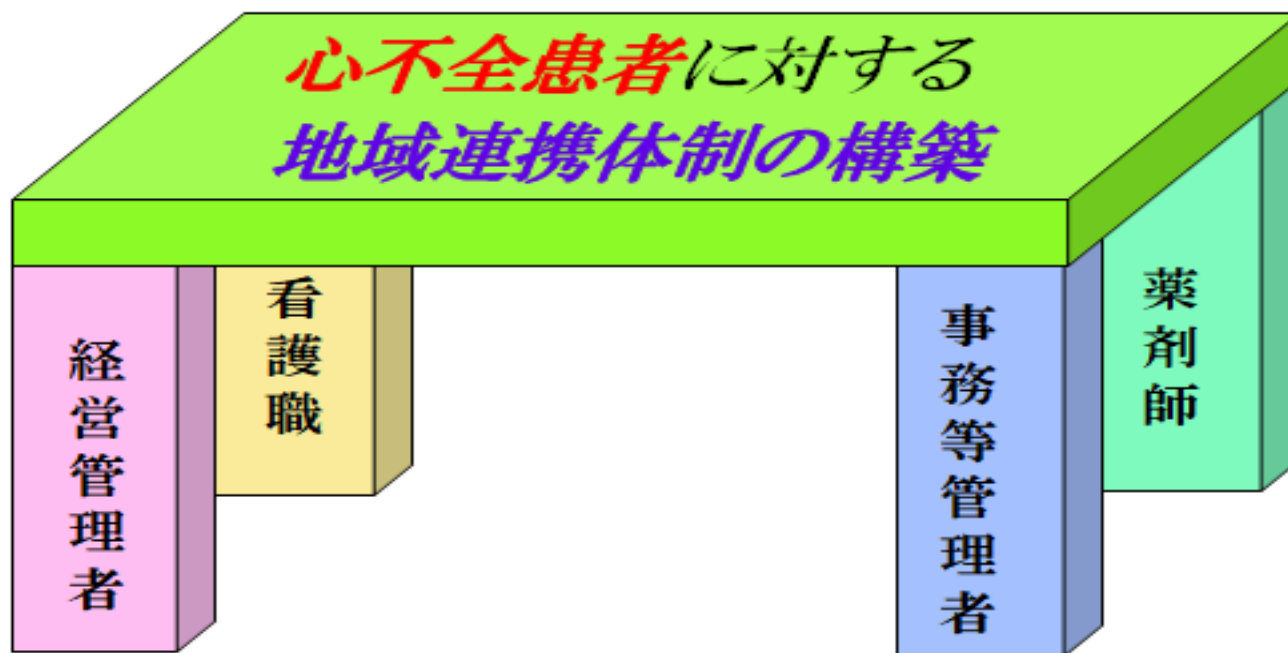 心不全患者に対する
地域連携体制の構築
経営管理者
看護職
事務等管理者
薬剤師